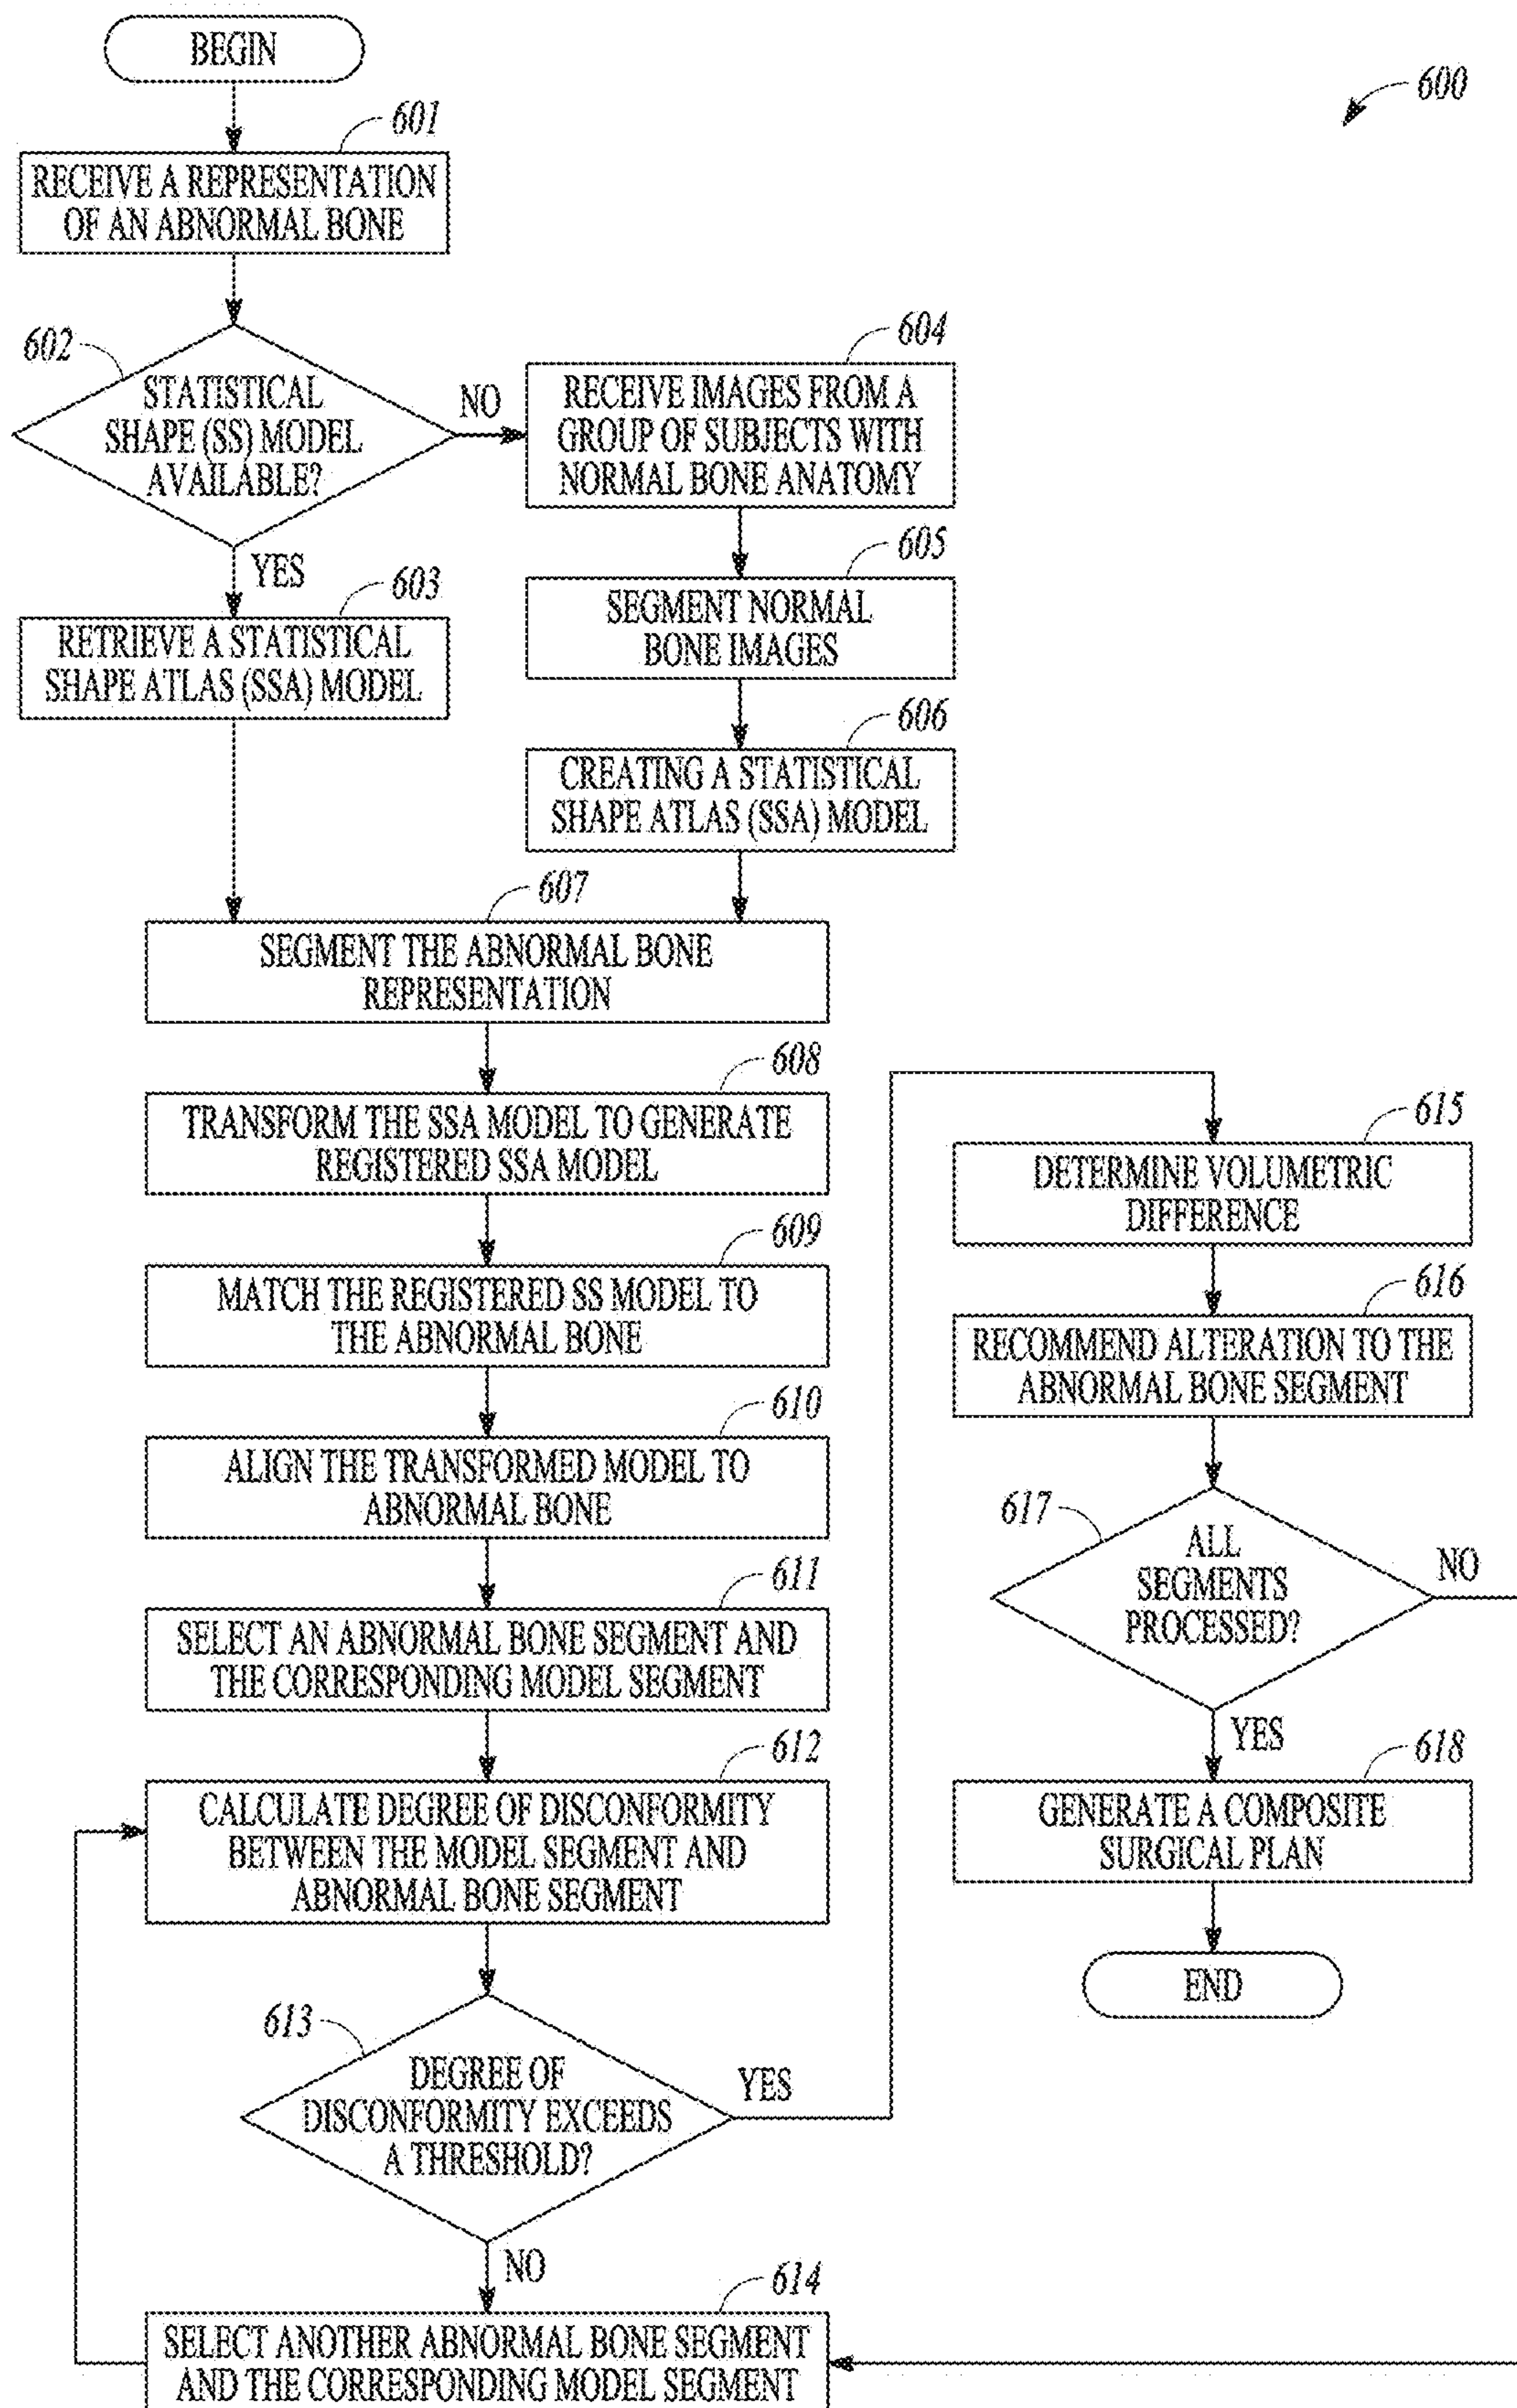 BEGIN
600
601
RECEIVE A REPRESENTATION
OF AN ABNORMAL BONE
602
STATISTICAL
SHAPE (SS) MODEL
AVAILABLE?
NO
YES
603
RETRIEVE A STATISTICAL
SHAPE ATLAS (SSA) MODEL
604
RECEIVE IMAGES FROM A
GROUP OF SUBJECTS WITH
NORMAL BONE ANATOMY
605
SEGMENT NORMAL
BONE IMAGES
606
CREATING A STATISTICAL
SHAPE ATLAS (SSA) MODEL
607
SEGMENT THE ABNORMAL BONE
REPRESENTATION
608
TRANSFORM THE SSA MODEL TO GENERATE
REGISTERED SSA MODEL
609
MATCH THE REGISTERED SS MODEL TO
THE ABNORMAL BONE
610
ALIGN THE TRANSFORMED MODEL TO
ABNORMAL BONE
611
SELECT AN ABNORMAL BONE SEGMENT AND
THE CORRESPONDING MODEL SEGMENT
612
CALCULATE DEGREE OF DISCONFORMITY
BETWEEN THE MODEL SEGMENT AND
ABNORMAL BONE SEGMENT
613
DEGREE OF
DISCONFORMITY EXCEEDS
A THRESHOLD?
YES
NO
614
SELECT ANOTHER ABNORMAL BONE SEGMENT
AND THE CORRESPONDING MODEL SEGMENT
615
DETERMINE VOLUMETRIC
DIFFERENCE
616
RECOMMEND ALTERATION TO THE
ABNORMAL BONE SEGMENT
617
ALL
SEGMENTS
PROCESSED?
NO
YES
618
GENERATE A COMPOSITE
SURGICAL PLAN
END